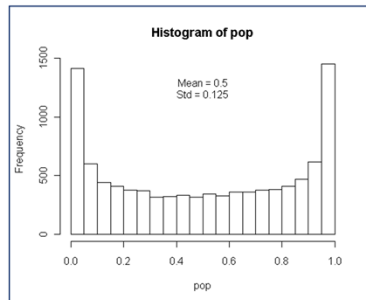 Histogram of pop
Mean = 0.5
Std = 0.125
Frequency
0
500
1000
1500
0.0 0.2 0.4 0.6 0.8 1.0
pop